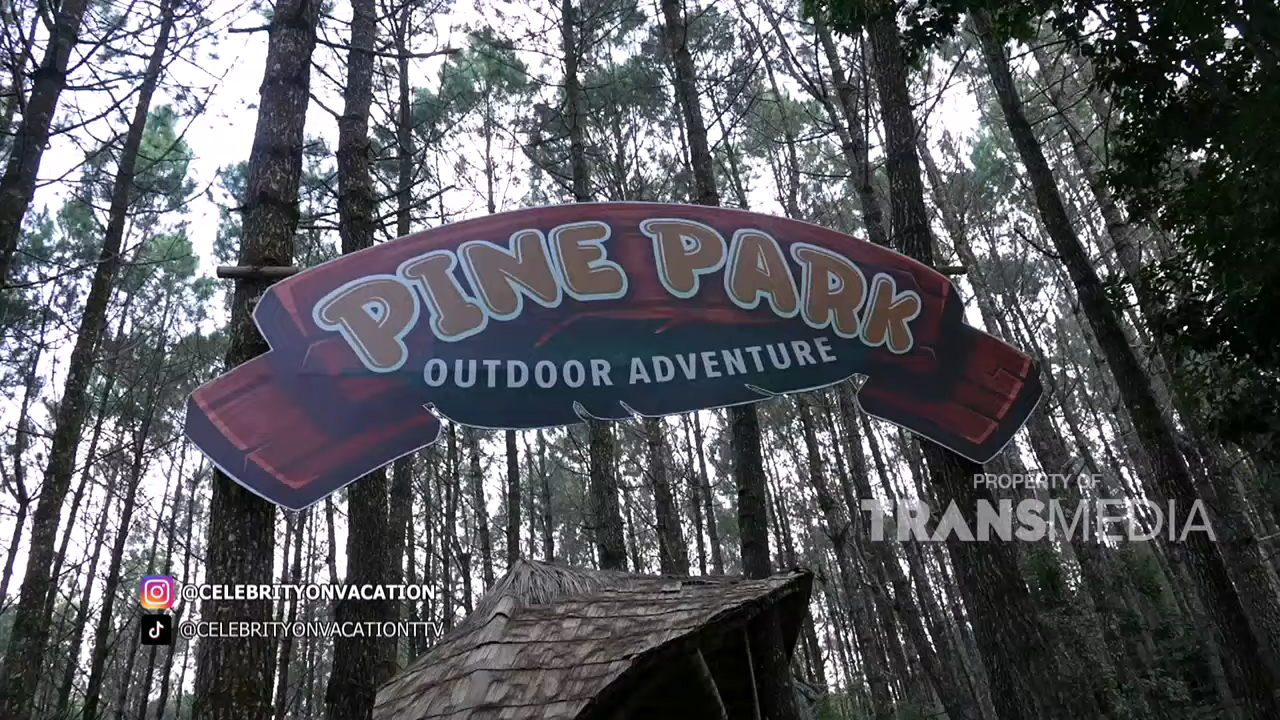 PINE PARK
OUTDOOR ADVENTURE
PROPERTY OF
TRANSMEDIA
@CELEBRITYONVACATION
@CELEBRITYONVACATIONTTV